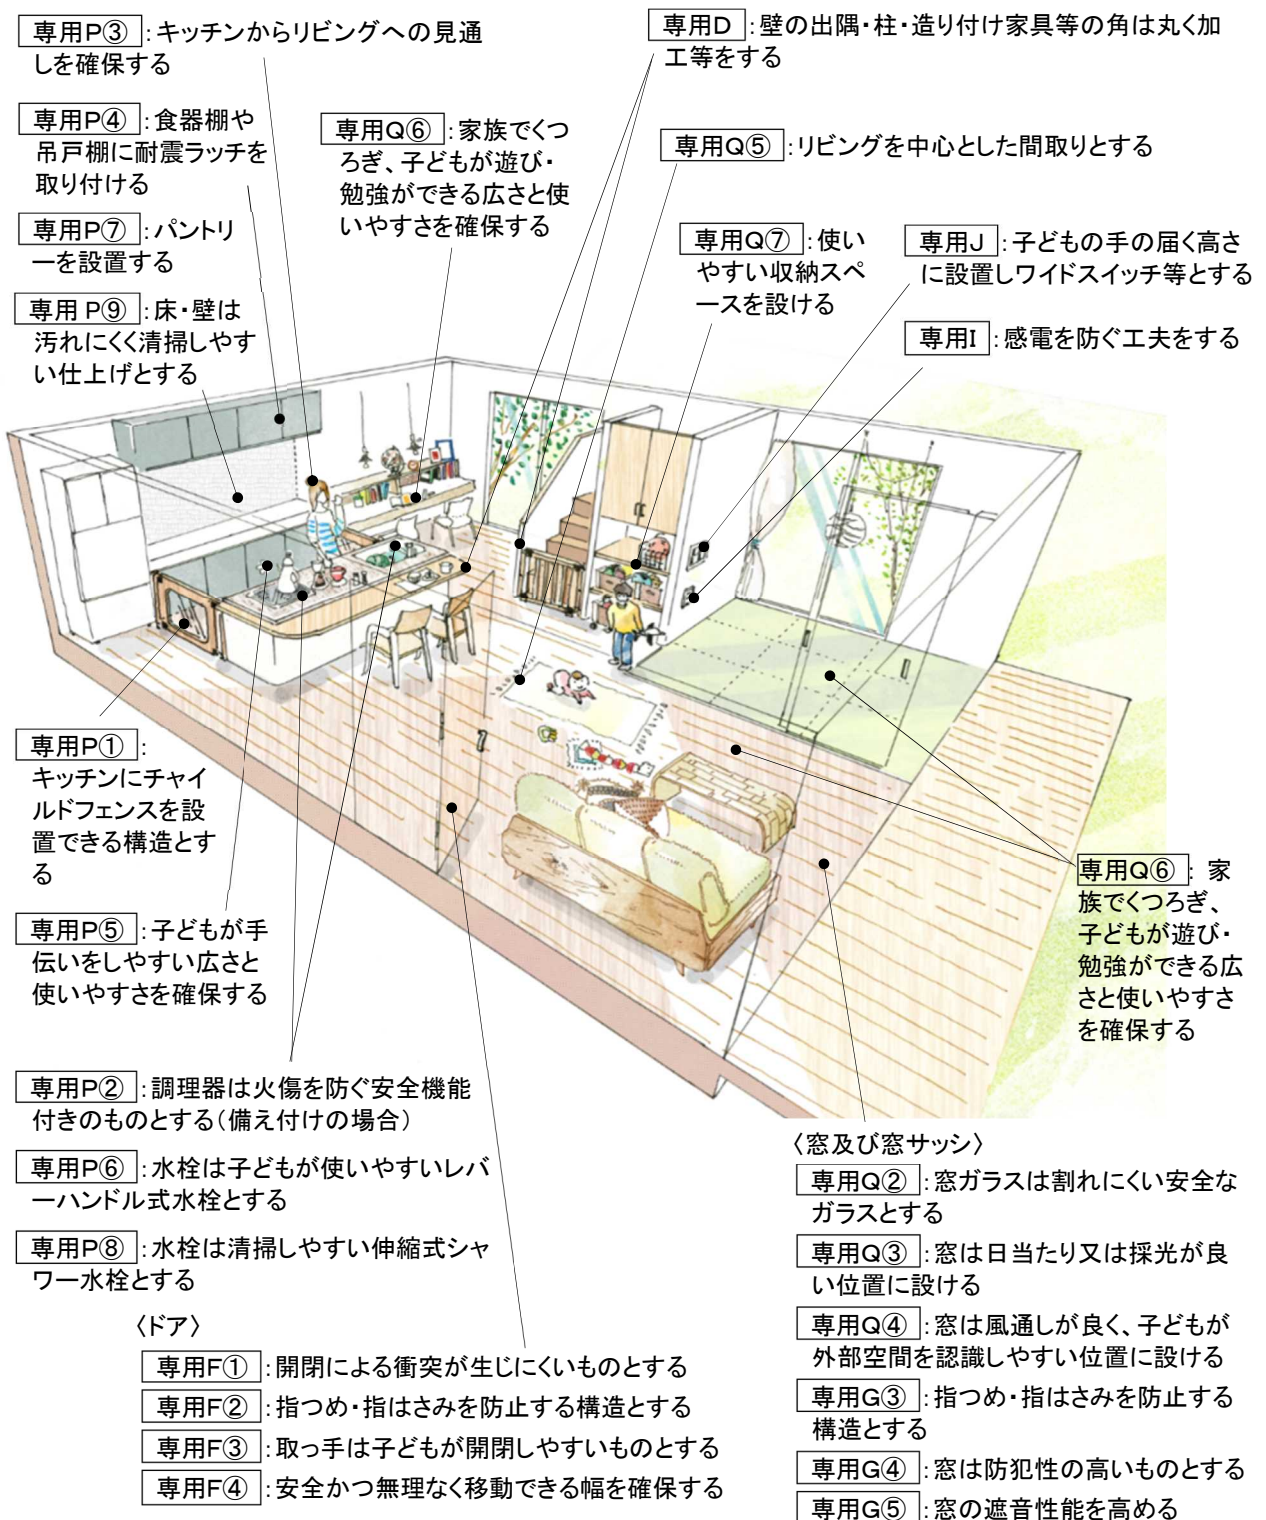 専用P③：キッチンからリビングへの見通
しを確保する
専用P④：食器棚や
吊戸棚に耐震ラッチを
取り付ける
専用P⑦：パントリ
ーを設置する
専用 P⑨：床・壁は
汚れにくく清掃しやす
い仕上げとする
専用Q⑥：家族でくつ
ろぎ、子どもが遊び・
勉強ができる広さと使
いやすさを確保する
専用D：壁の出隅・柱・造り付け家具等の角は丸く加
工等をする
専用Q⑤：リビングを中心とした間取りとする
専用Q⑦：使い
やすい収納スペ
ースを設ける
専用J：子どもの手の届く高さ
に設置しワイドスイッチ等とする
専用I：感電を防ぐ工夫をする
専用P①：
キッチンにチャイ
ルドフェンスを設
置できる構造とす
る
専用P⑤：子どもが手
伝いをしやすい広さと
使いやすさを確保する
専用P②：調理器は火傷を防ぐ安全機能
付きのものとする（備え付けの場合）
専用P⑥：水栓は子どもが使いやすいレバ
ーハンドル式水栓とする
専用P⑧：水栓は清掃しやすい伸縮式シャ
ワー水栓とする
〈ドア〉
専用F①：開閉による衝突が生じにくいものとする
専用F②：指つめ・指はさみを防止する構造とする
専用F③：取っ手は子どもが開閉しやすいものとする
専用F④：安全かつ無理なく移動できる幅を確保する
専用Q⑥：家
族でくつろぎ、
子どもが遊び・
勉強ができる広
さと使いやすさ
を確保する
〈窓及び窓サッシ〉
専用Q②：窓ガラスは割れにくい安全な
ガラスとする
専用Q③：窓は日当たり又は採光が良
い位置に設ける
専用Q④：窓は風通しが良く、子どもが
外部空間を認識しやすい位置に設ける
専用G③：指つめ・指はさみを防止する
構造とする
専用G④：窓は防犯性の高いものとする
専用G⑤：窓の遮音性能を高める